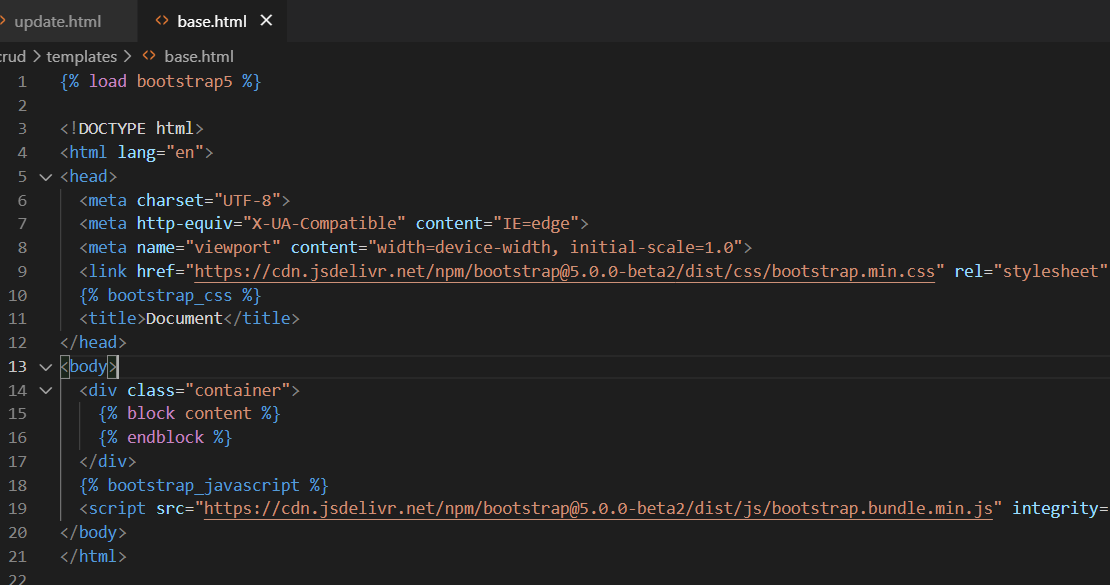 update.html base.html
crud > templates > base.html
1 {% load bootstrap5 %}
2
3 <!DOCTYPE html>
4 <html lang="en">
5 <head>
6 <meta charset="UTF-8">
7 <meta http-equiv="X-UA-Compatible" content="IE=edge">
8 <meta name="viewport" content="width=device-width, initial-scale=1.0">
9 <link href="https://cdn.jsdelivr.net/npm/bootstrap@5.0.0-beta2/dist/css/bootstrap.min.css" rel="stylesheet"
10 {% bootstrap_css %}
11 <title>Document</title>
12 </head>
13 <body>
14 <div class="container">
15 {% block content %}
16 {% endblock %}
17 </div>
18 {% bootstrap_javascript %}
19 <script src="https://cdn.jsdelivr.net/npm/bootstrap@5.0.0-beta2/dist/js/bootstrap.bundle.min.js" integrity=
20 </body>
21 </html>
22